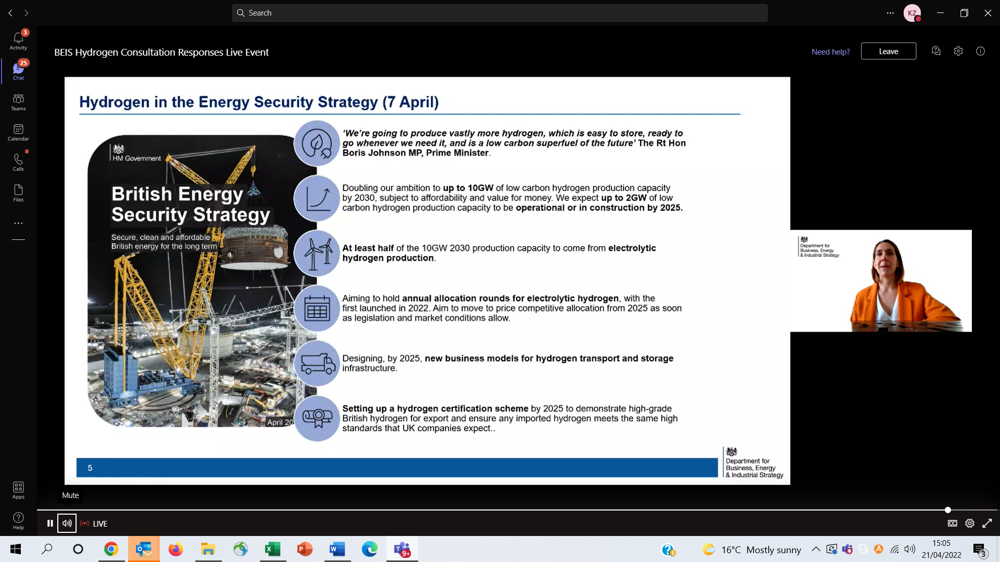 Search
KZ
3
Activity
25
Chat
Teams
Calendar
Calls
Files
Apps
Help
BEIS Hydrogen Consultation Responses Live Event
Need help?
Leave
Hydrogen in the Energy Security Strategy (7 April)
HM Government
British Energy
Security Strategy
Secure, clean and affordable
British energy for the long term
April 20
‘We're going to produce vastly more hydrogen, which is easy to store, ready to
go whenever we need it, and is a low carbon superfuel of the future’ The Rt Hon
Boris Johnson MP, Prime Minister.
Doubling our ambition to up to 10GW of low carbon hydrogen production capacity
by 2030, subject to affordability and value for money. We expect up to 2GW of low
carbon hydrogen production capacity to be operational or in construction by 2025.
At least half of the 10GW 2030 production capacity to come from electrolytic
hydrogen production.
Aiming to hold annual allocation rounds for electrolytic hydrogen, with the
first launched in 2022. Aim to move to price competitive allocation from 2025 as soon
as legislation and market conditions allow.
Designing, by 2025, new business models for hydrogen transport and storage
infrastructure.
Setting up a hydrogen certification scheme by 2025 to demonstrate high-grade
British hydrogen for export and ensure any imported hydrogen meets the same high
standards that UK companies expect..
5
Department for
Business, Energy
& Industrial Strategy
Department for
Business, Energy
& Industrial Strategy
Mute
LIVE
CC
9+
16°C Mostly sunny
15:05
21/04/2022
3